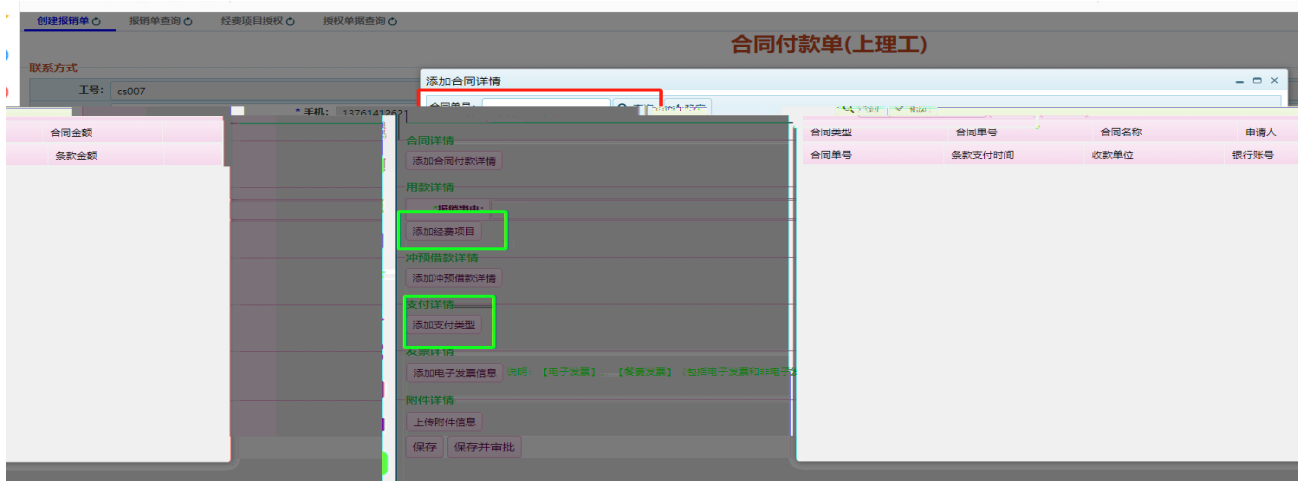 创建报销单 报销单查询 经费项目授权 授权单据查询
合同付款单(上理工)
联系方式
添加合同详情
工号: cs007
合同单号:
*手机: 13761412621
合同金额
条款金额
合同详情
添加合同付款详情
用款详情
添加经费项目
冲预借款详情
添加冲预借款详情
支付详情
添加支付类型
发票详情
添加电子发票信息 说明: 【电子发票】
附件详情
上传附件信息
保存 保存并审批
合同类型 合同单号 合同名称 申请人
合同单号 条款支付时间 收款单位 银行账号